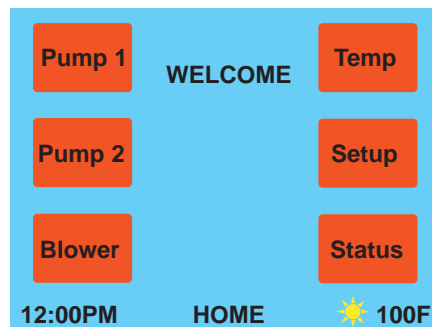 Pump 1
WELCOME
Temp
Pump 2
Setup
Blower
Status
12:00PM
HOME
100F